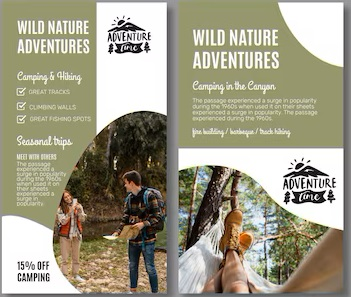 WILD NATURE
ADVENTURES
ADVENTURE
time
Camping & Hiking
GREAT TRACKS
CLIMBING WALLS
GREAT FISHING SPOTS
Seasonal trips
MEET WITH OTHERS
The passage
experienced a
surge in popularity
during the 1960s
when used it on
their sheets
experienced a
surge in
popularity
15% OFF
CAMPING
WILD NATURE
ADVENTURES
Camping in the Canyon
The passage experienced a surge in popularity
during the 1960s when used it on their sheets
experienced a surge in popularity
during the 1960s.
fire building / barbeque / track hiking
ADVENTURE
time